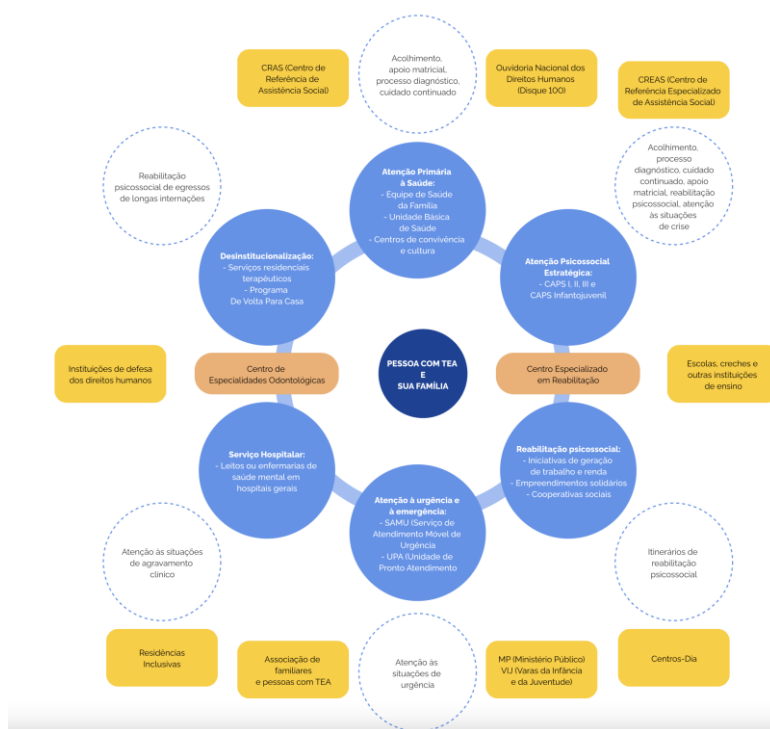 CRAS (Centro de
Referência de
Assistência Social)
Acolhimento,
apoio matricial,
processo diagnóstico,
cuidado continuado
Ouvidoria Nacional dos
Direitos Humanos
(Disque 100)
CREAS (Centro de
Referência Especializado
de Assistência Social)
Reabilitação
psicossocial de egressos
de longas internações
Atenção Primária
à Saúde:
- Equipe de Saúde
da Família
- Unidade Básica
de Saúde
- Centros de convivência
e cultura
Acolhimento,
processo
diagnóstico, cuidado
continuado, apoio
matricial, reabilitação
psicossocial, atenção
às situações
de crise
Desinstitucionalização:
- Serviços residenciais
terapêuticos
- Programa
De Volta Para Casa
Atenção Psicossocial
Estratégica:
- CAPS I, II, III e
CAPS Infantojuvenil
Instituições de defesa
dos direitos humanos
Centro de
Especialidades Odontológicas
PESSOA COM TEA
E
SUA FAMÍLIA
Centro Especializado
em Reabilitação
Escolas, creches e
outras instituições
de ensino
Serviço Hospitalar:
- Leitos ou enfermarias de
saúde mental em
hospitais gerais
Atenção à urgência e
à emergência:
- SAMU (Serviço de
Atendimento Móvel de
Urgência
- UPA (Unidade de
Pronto Atendimento
Reabilitação psicossocial:
- Iniciativas de geração
de trabalho e renda
- Empreendimentos solidários
- Cooperativas sociais
Atenção às situações
de agravamento
clínico
Itinerários de
reabilitação
psicossocial
Residências
Inclusivas
Associação de
familiares
e pessoas com TEA
Atenção às
situações de
urgência
MP (Ministério Público)
VIJ (Varas da Infância
e da Juventude)
Centros-Dia